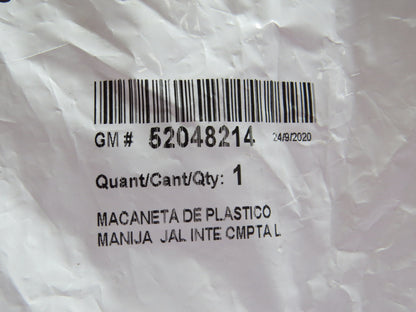 GM # 52048214 24/9/2020
Quant/Cant/Qty: 1
MACANETA DE PLASTICO
MANIJA JAL INTE CMPTA L